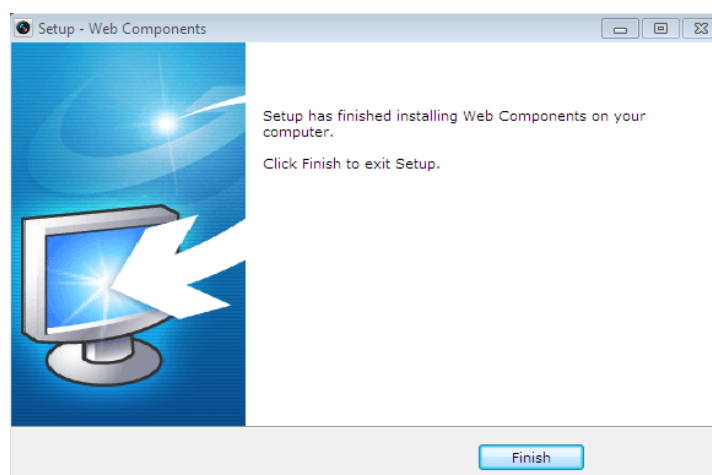 Setup - Web Components
Setup has finished installing Web Components on your
computer.
Click Finish to exit Setup.
Finish